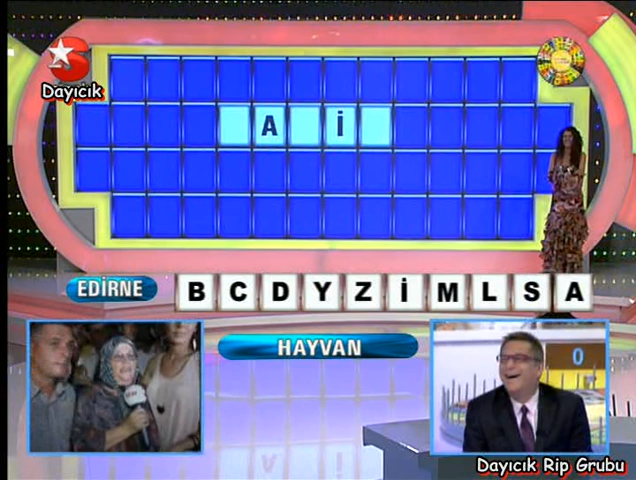 Dayıcık
A İ
EDİRNE
B C D Y Z İ M L S A
HAYVAN
0
Dayıcık Rip Grubu